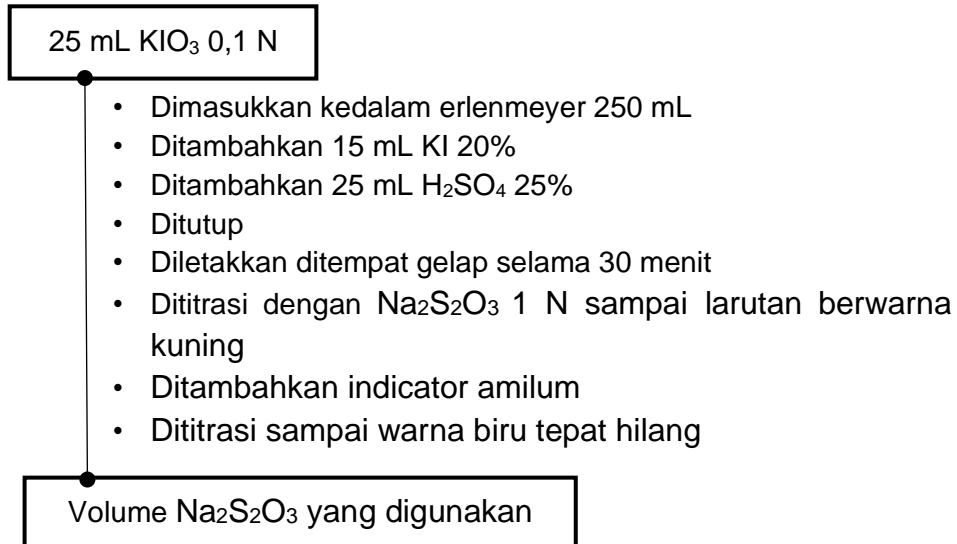 25 mL KIO₃ 0,1 N
• Dimasukkan kedalam erlenmeyer 250 mL
• Ditambahkan 15 mL KI 20%
• Ditambahkan 25 mL H₂SO₄ 25%
• Ditutup
• Diletakkan ditempat gelap selama 30 menit
• Dititrasi dengan Na₂S₂O₃ 1 N sampai larutan berwarna
kuning
• Ditambahkan indicator amilum
• Dititrasi sampai warna biru tepat hilang
Volume Na₂S₂O₃ yang digunakan